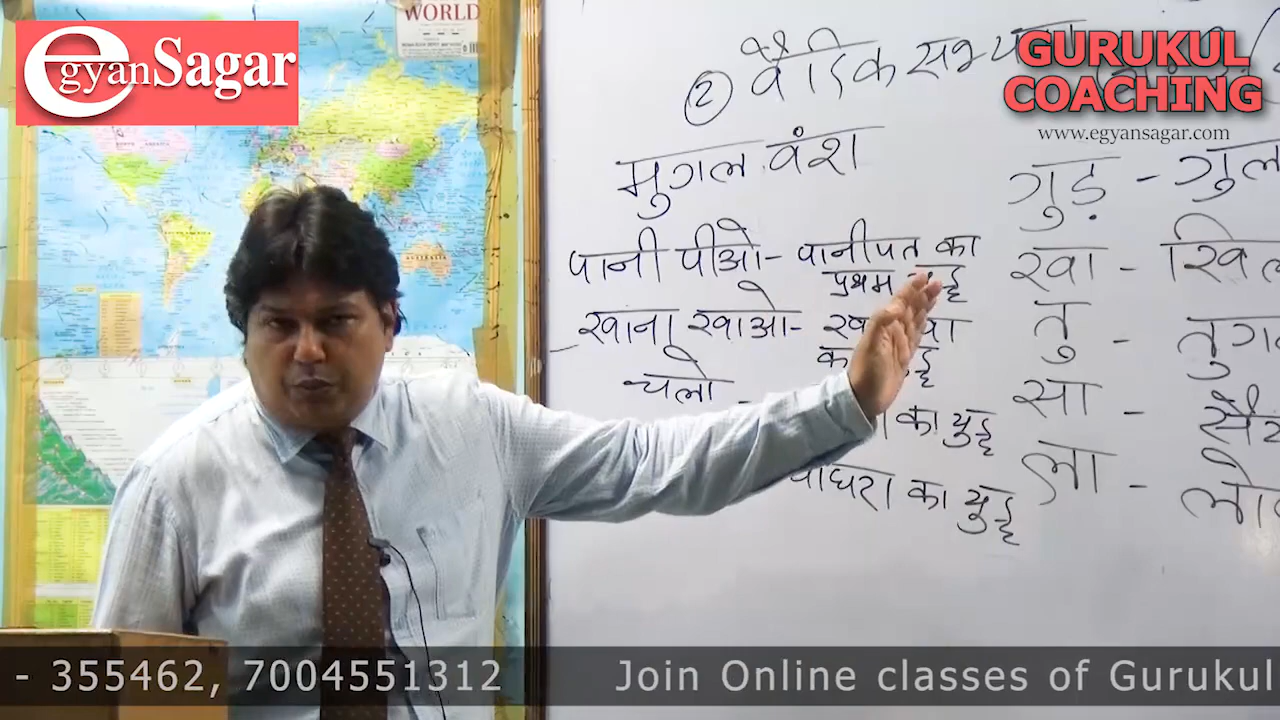 egyanSagar
WORLD
GURUKUL
COACHING
www.egyansagar.com
② वैदिक सभ्य
मुगल वंश
पानी पीओ - पानीपत का
प्रथम
खाना खाओ -
चलो -
का युद्ध
घाघरा का युद्ध
गुड़ - गुल
खा - खिल
तु - तुग
सा - सैय
ला - लो
- 355462, 7004551312 Join Online classes of Gurukul